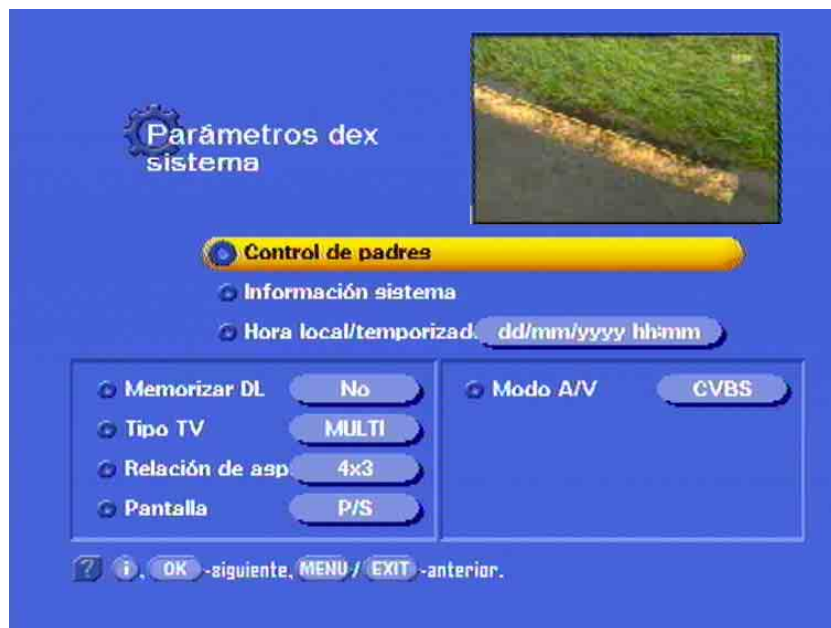 Parámetros dex
sistema
Control de padres
Información sistema
Hora local/temporizad. dd/mm/yyyy hh:mm
Memorizar DL No
Tipo TV MULTI
Relación de asp 4x3
Pantalla P/S
Modo A/V CVBS
? i, OK -siguiente, MENU / EXIT -anterior.